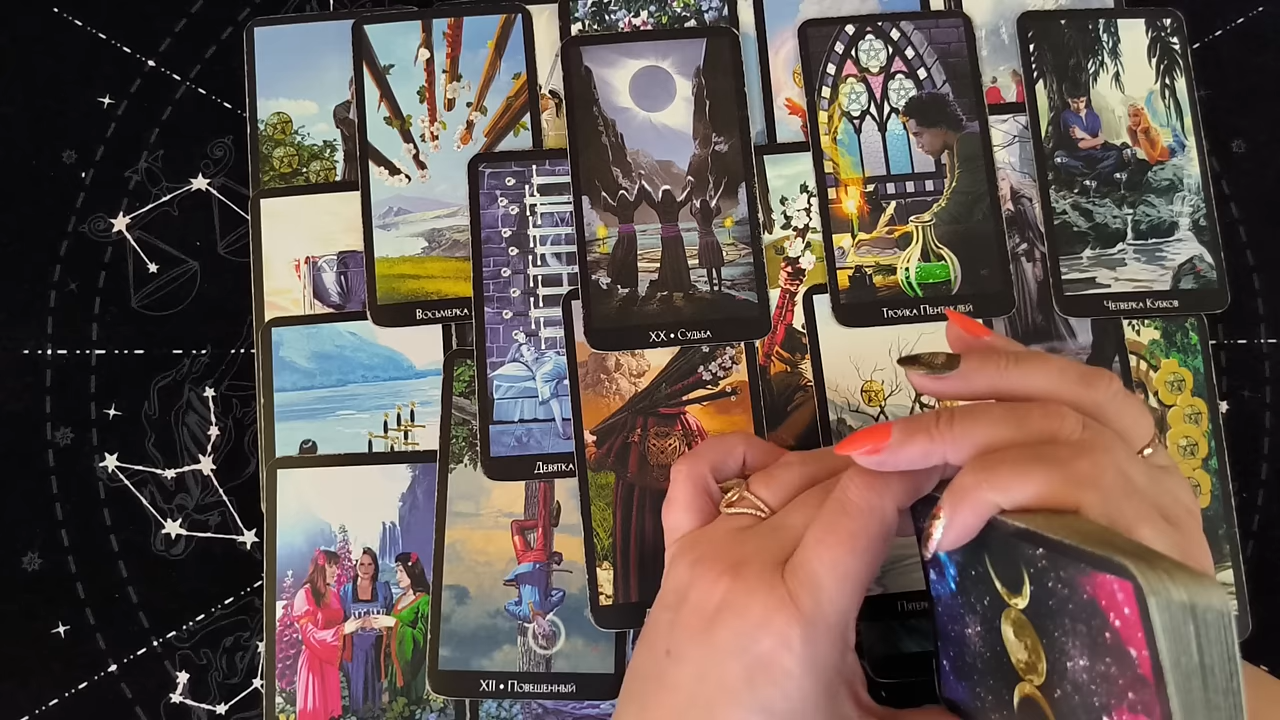 Восьмерка
XX • Судьба
Тройка Пентаклей
Четверка Кубков
Девятка
XII • Повешенный